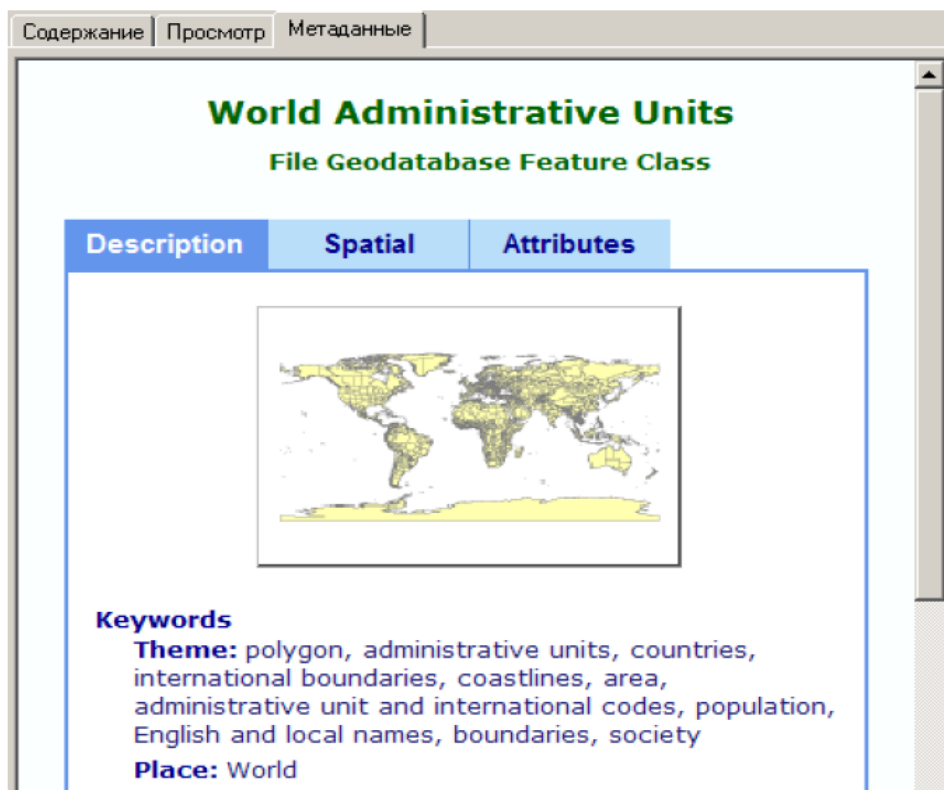 Содержание Просмотр Метаданные
World Administrative Units
File Geodatabase Feature Class
Description Spatial Attributes
Keywords
Theme: polygon, administrative units, countries,
international boundaries, coastlines, area,
administrative unit and international codes, population,
English and local names, boundaries, society
Place: World